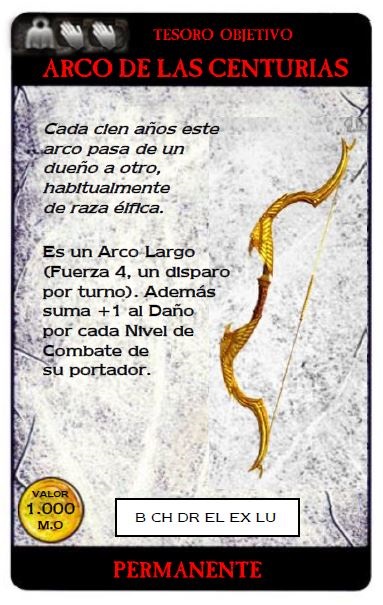 TESORO OBJETIVO
ARCO DE LAS CENTURIAS
Cada cien años este
arco pasa de un
dueño a otro,
habitualmente
de raza élfica.
Es un Arco Largo
(Fuerza 4, un disparo
por turno). Además
suma +1 al Daño
por cada Nivel de
Combate de
su portador.
VALOR
1.000
M.O
B CH DR EL EX LU
PERMANENTE